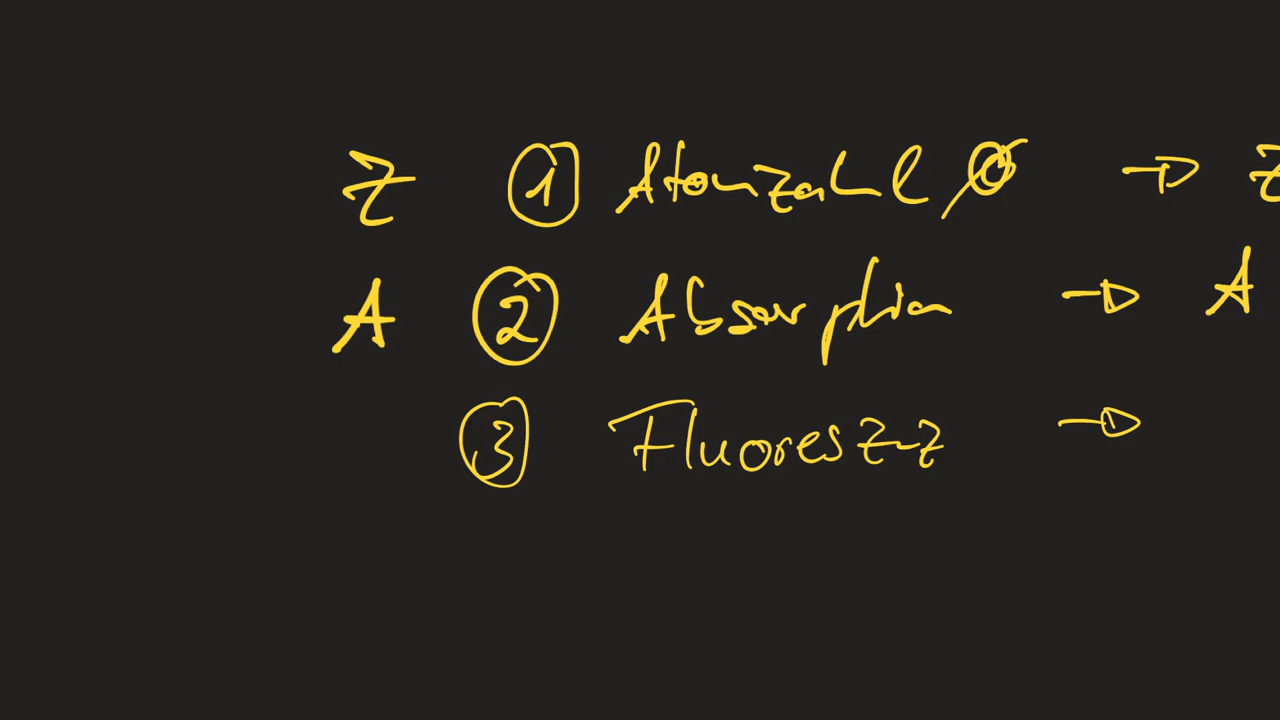 Z ① Atomzahl Ø → Z
A ② Absorption → A
③ Fluoreszenz →